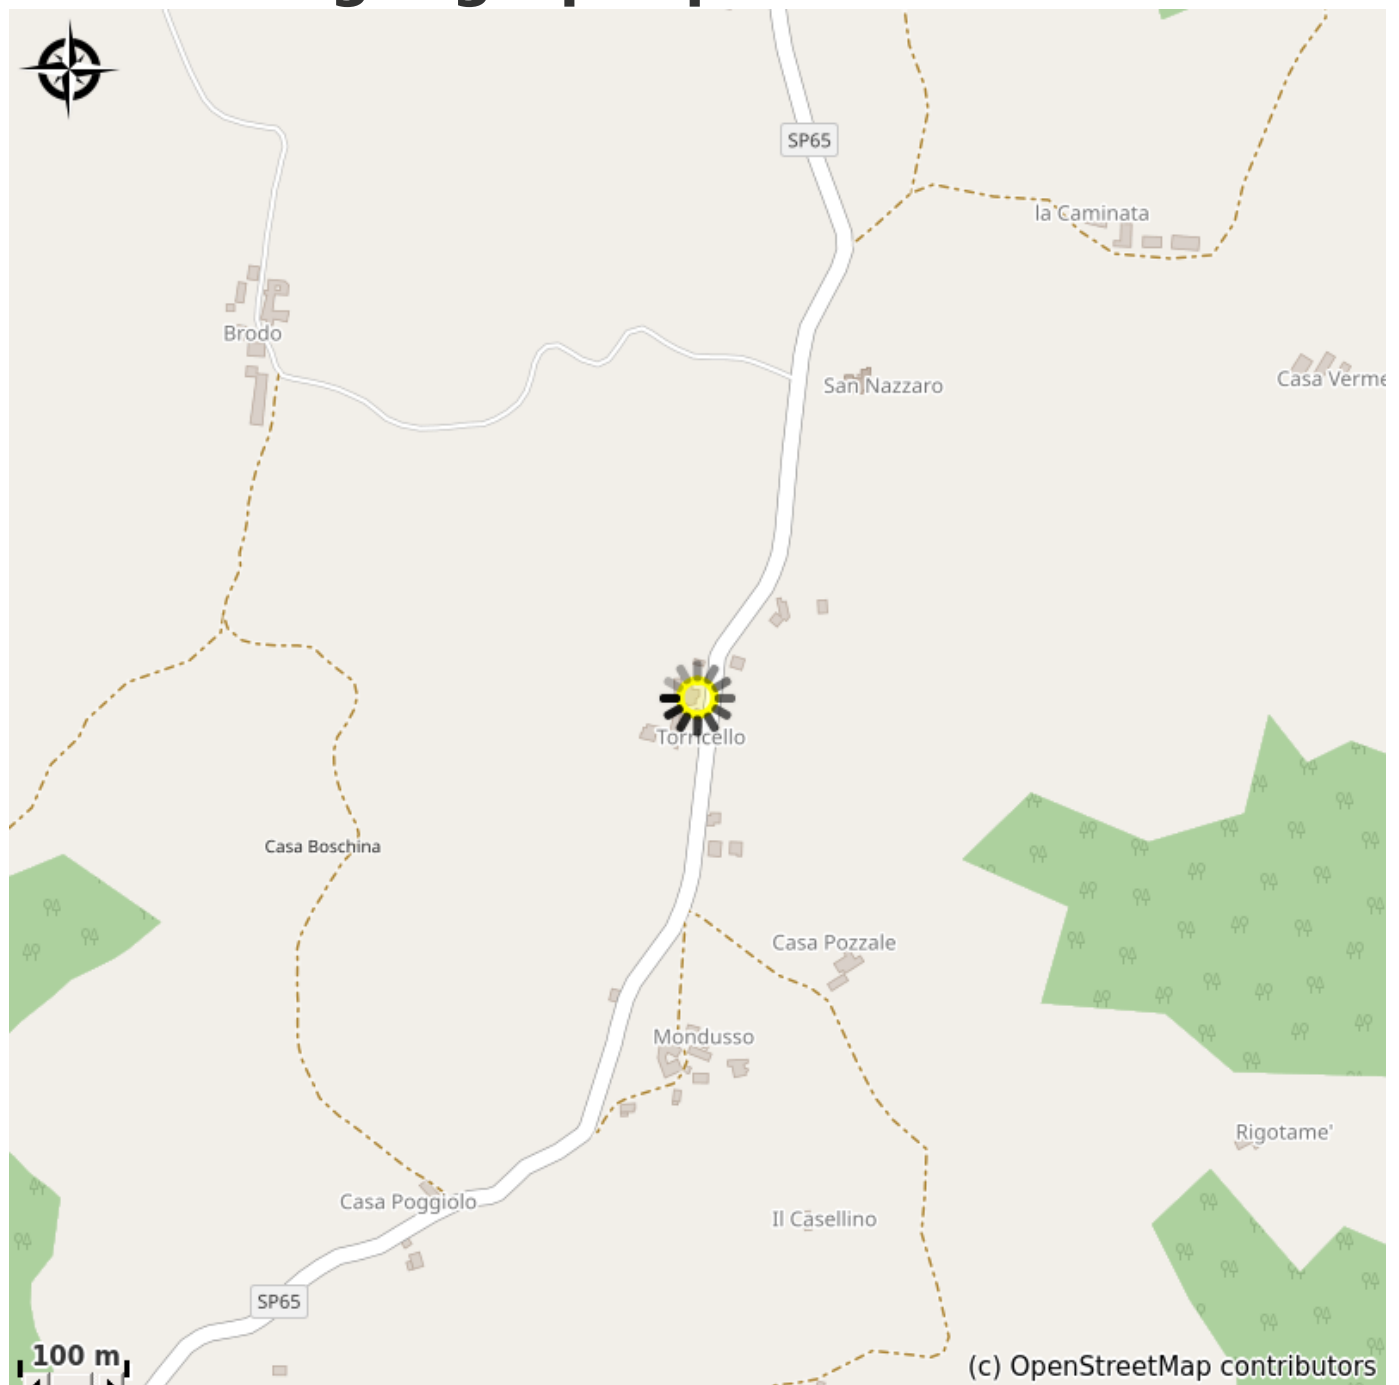 SP65
la Caminata
Brodo
San Nazzaro
Casa Verme
Torricello
Casa Boschina
Casa Pozzale
Mondusso
Rigotame'
Casa Poggiolo
Il Casellino
SP65
100 m
(c) OpenStreetMap contributors